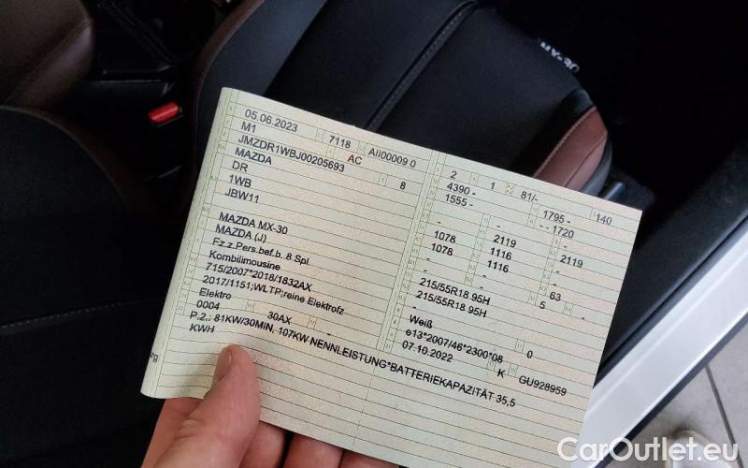 05.06.2023 7118 AII00009 0
M1 AC
JMZDR1WBJ00205693 8
MAZDA
DR
1WB
JBW11
MAZDA MX-30
MAZDA (J)
Fz.z.Pers.bef.b. 8 Spl.
Kombilimousine
715/2007*2018/1832AX
2017/1151;WLTP;reine Elektrofz
Elektro
0004 30AX -
P.2.: 81KW/30MIN, 107KW NENNLEISTUNG*BATTERIEKAPAZITÄT 35,5
KWH
2 1 81/-
4390 - 1795 - 140
1555 - - - 1720
- - -
1078 2119 2119
1078 1116 -
- 1116 -
- - 63
215/55R18 95H 5 -
215/55R18 95H
-
Weiß 0
e13*2007/46*2300*08
07.10.2022 K GU928959
CarOutlet.eu